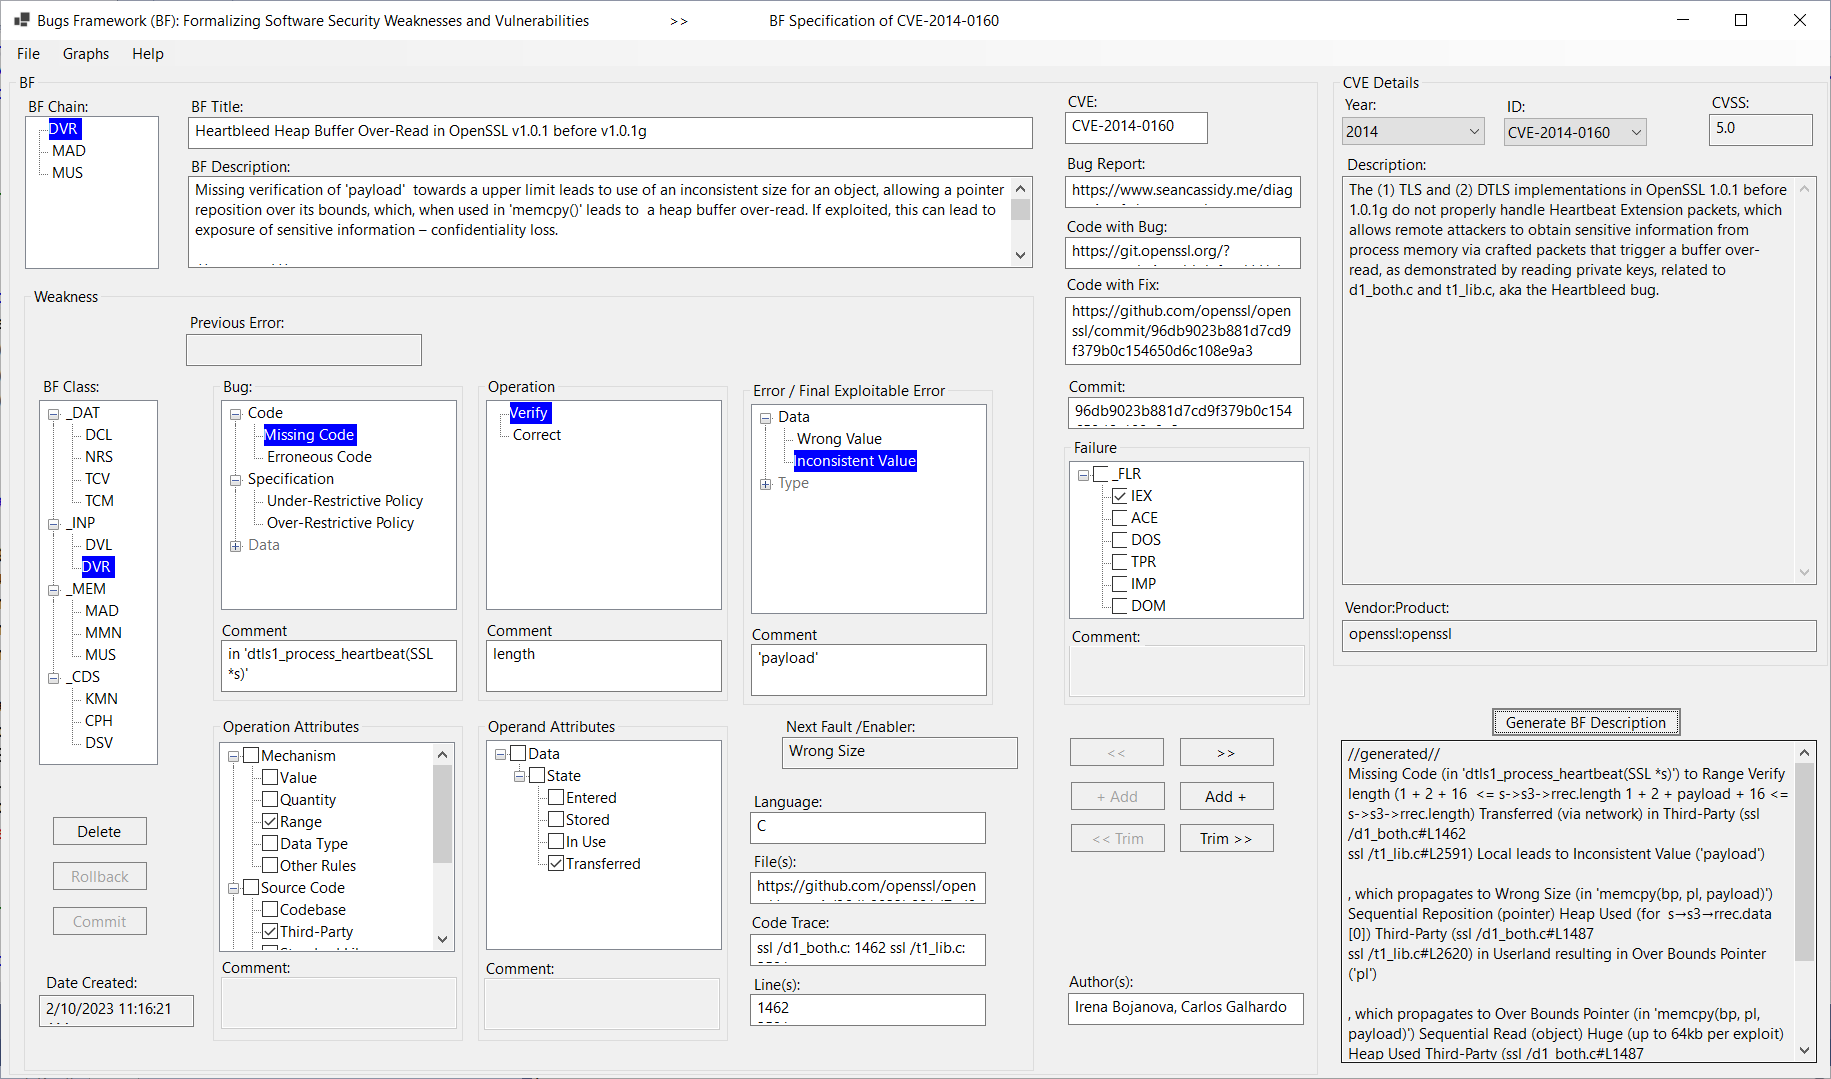 Bugs Framework (BF): Formalizing Software Security Weaknesses and Vulnerabilities >> BF Specification of CVE-2014-0160
File Graphs Help
BF
BF Chain:
DVR
MAD
MUS
BF Title:
Heartbleed Heap Buffer Over-Read in OpenSSL v1.0.1 before v1.0.1g
BF Description:
Missing verification of 'payload'  towards a upper limit leads to use of an inconsistent size for an object, allowing a pointer
reposition over its bounds, which, when used in 'memcpy()' leads to  a heap buffer over-read. If exploited, this can lead to
exposure of sensitive information – confidentiality loss.
Weakness
Previous Error:
BF Class:
_DAT
DCL
NRS
TCV
TCM
_INP
DVL
DVR
_MEM
MAD
MMN
MUS
_CDS
KMN
CPH
DSV
Delete
Rollback
Commit
Date Created:
2/10/2023 11:16:21
Bug:
Code
Missing Code
Erroneous Code
Specification
Under-Restrictive Policy
Over-Restrictive Policy
Data
Comment
in 'dtls1_process_heartbeat(SSL
*s)'
Operation
Verify
Correct
Comment
length
Error / Final Exploitable Error
Data
Wrong Value
Inconsistent Value
Type
Comment
'payload'
Operation Attributes
Mechanism
Value
Quantity
Range
Data Type
Other Rules
Source Code
Codebase
Third-Party
Comment:
Operand Attributes
Data
State
Entered
Stored
In Use
Transferred
Comment:
Next Fault /Enabler:
Wrong Size
Language:
C
File(s):
https://github.com/openssl/open
Code Trace:
ssl /d1_both.c: 1462 ssl /t1_lib.c:
Line(s):
1462
CVE:
CVE-2014-0160
Bug Report:
https://www.seancassidy.me/diag
Code with Bug:
https://git.openssl.org/?
Code with Fix:
https://github.com/openssl/open
ssl/commit/96db9023b881d7cd9
f379b0c154650d6c108e9a3
Commit:
96db9023b881d7cd9f379b0c154
Failure
_FLR
IEX
ACE
DOS
TPR
IMP
DOM
Comment:
<< >>
+ Add Add +
<< Trim Trim >>
Author(s):
Irena Bojanova, Carlos Galhardo
CVE Details
Year:
2014
ID:
CVE-2014-0160
CVSS:
5.0
Description:
The (1) TLS and (2) DTLS implementations in OpenSSL 1.0.1 before
1.0.1g do not properly handle Heartbeat Extension packets, which
allows remote attackers to obtain sensitive information from
process memory via crafted packets that trigger a buffer over-
read, as demonstrated by reading private keys, related to
d1_both.c and t1_lib.c, aka the Heartbleed bug.
Vendor:Product:
openssl:openssl
Generate BF Description
//generated//
Missing Code (in 'dtls1_process_heartbeat(SSL *s)') to Range Verify
length (1 + 2 + 16  <= s->s3->rrec.length 1 + 2 + payload + 16 <=
s->s3->rrec.length) Transferred (via network) in Third-Party (ssl
/d1_both.c#L1462
ssl /t1_lib.c#L2591) Local leads to Inconsistent Value ('payload')
, which propagates to Wrong Size (in 'memcpy(bp, pl, payload)')
Sequential Reposition (pointer) Heap Used (for  s→s3→rrec.data
[0]) Third-Party (ssl /d1_both.c#L1487
ssl /t1_lib.c#L2620) in Userland resulting in Over Bounds Pointer
('pl')
, which propagates to Over Bounds Pointer (in 'memcpy(bp, pl,
payload)') Sequential Read (object) Huge (up to 64kb per exploit)
Heap Used Third-Party (ssl /d1_both.c#L1487